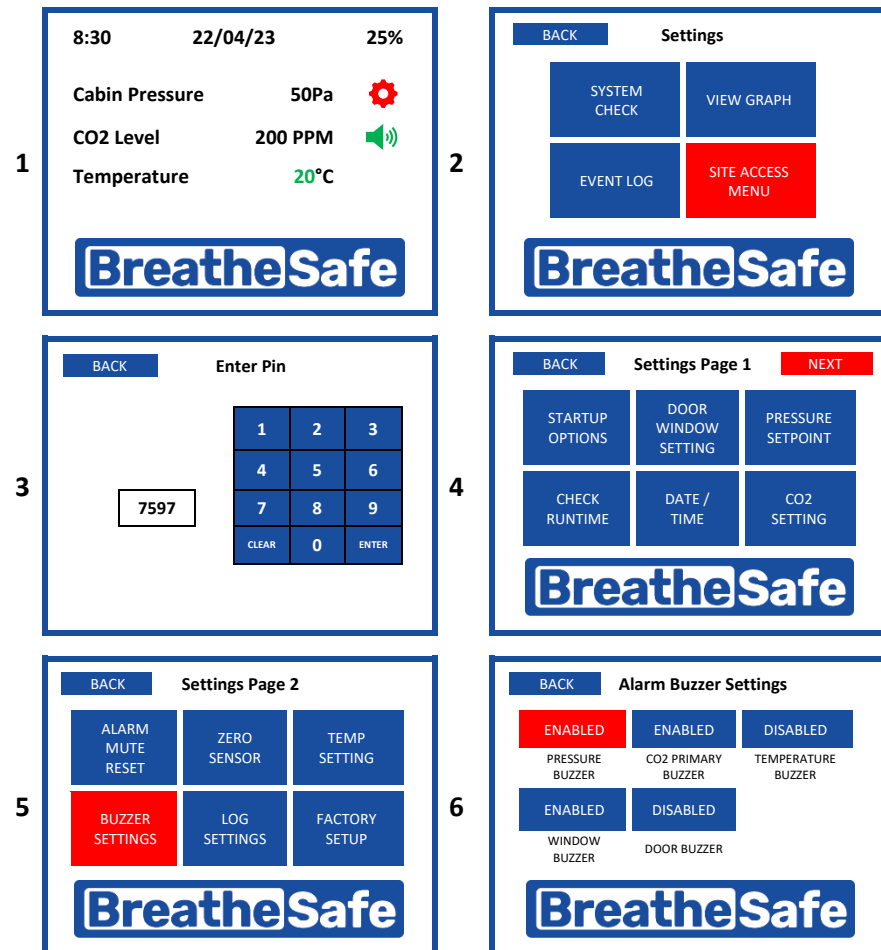 1
8:30 22/04/23 25%
Cabin Pressure 50Pa
CO2 Level 200 PPM
Temperature 20°C
BreatheSafe
2
BACK Settings
SYSTEM
CHECK
VIEW GRAPH
EVENT LOG
SITE ACCESS
MENU
BreatheSafe
3
BACK Enter Pin
7597
1 2 3
4 5 6
7 8 9
CLEAR 0 ENTER
4
BACK Settings Page 1 NEXT
STARTUP
OPTIONS
DOOR
WINDOW
SETTING
PRESSURE
SETPOINT
CHECK
RUNTIME
DATE /
TIME
CO2
SETTING
BreatheSafe
5
BACK Settings Page 2
ALARM
MUTE
RESET
ZERO
SENSOR
TEMP
SETTING
BUZZER
SETTINGS
LOG
SETTINGS
FACTORY
SETUP
BreatheSafe
6
BACK Alarm Buzzer Settings
ENABLED
PRESSURE
BUZZER
ENABLED
CO2 PRIMARY
BUZZER
DISABLED
TEMPERATURE
BUZZER
ENABLED
WINDOW
BUZZER
DISABLED
DOOR BUZZER
BreatheSafe